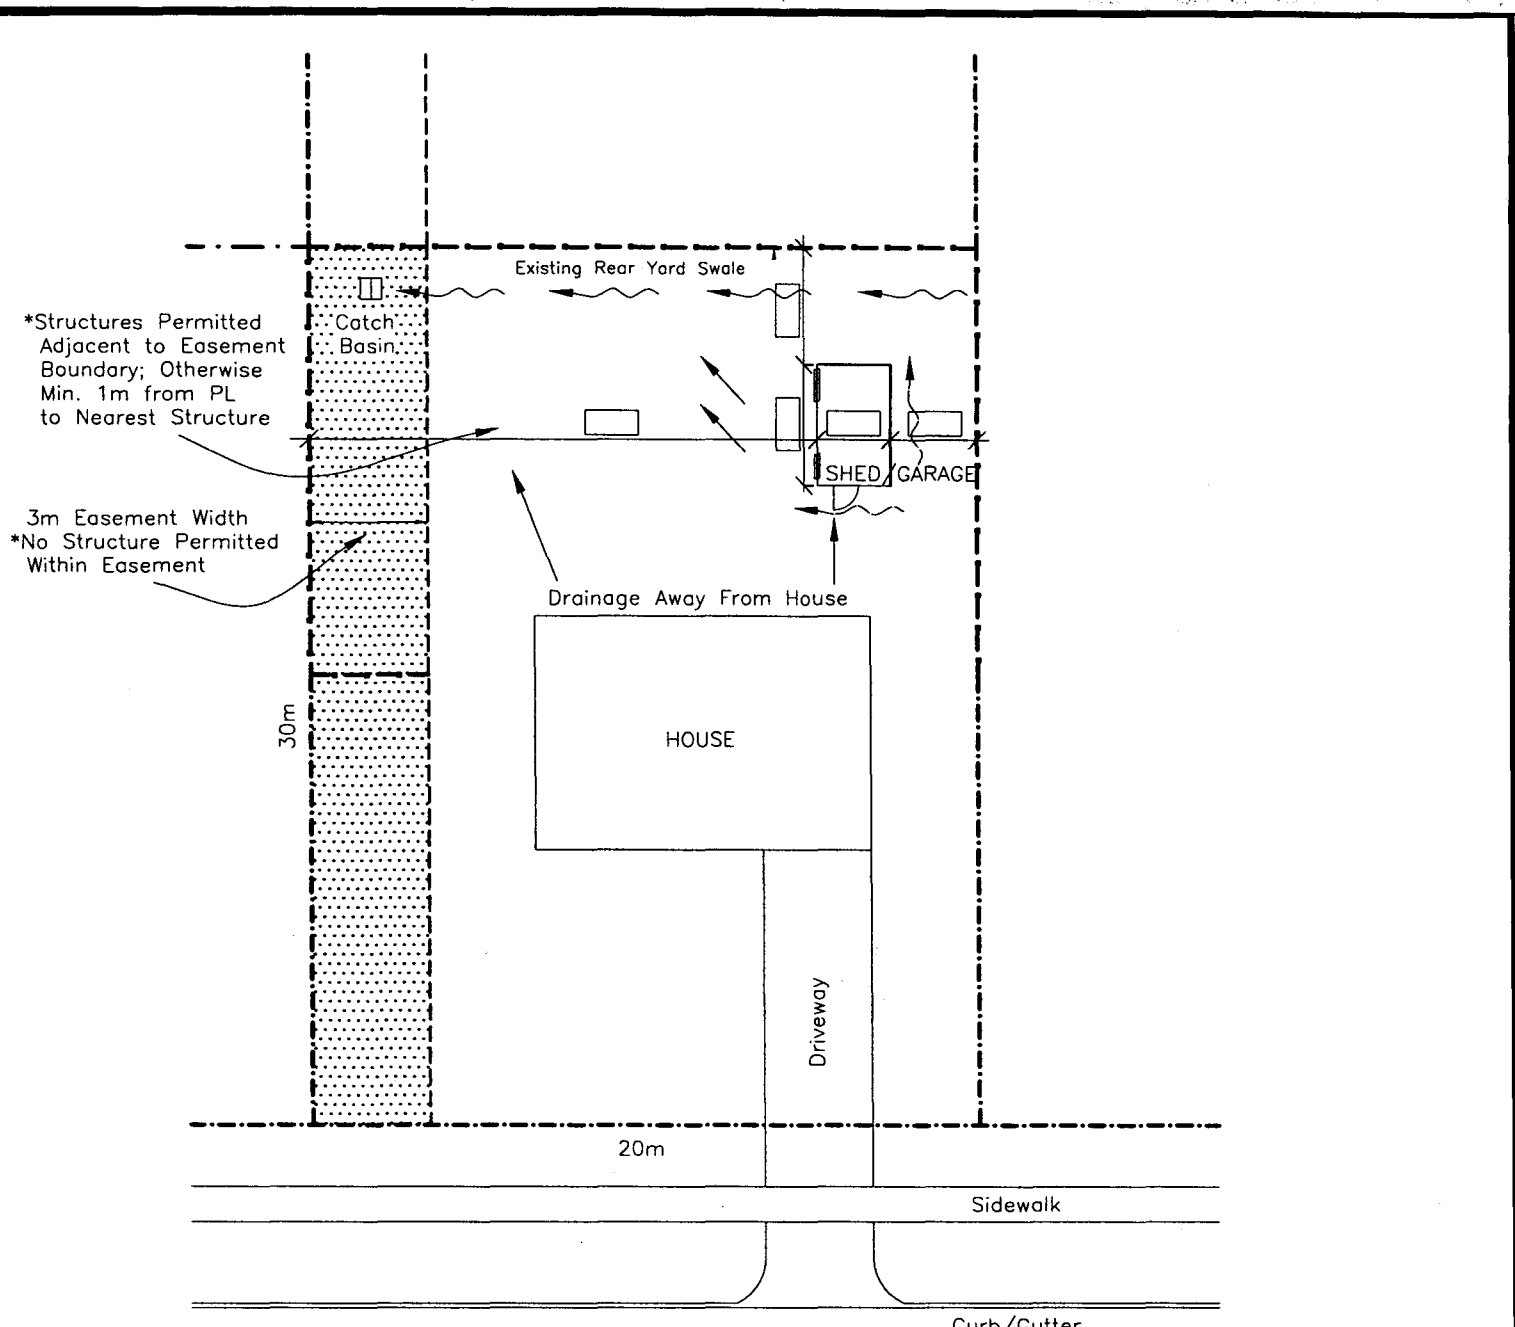 Existing Rear Yard Swale
*Structures Permitted
Adjacent to Easement
Boundary; Otherwise
Min. 1m from PL
to Nearest Structure
Catch
Basin
SHED/GARAGE
3m Easement Width
*No Structure Permitted
Within Easement
Drainage Away From House
30m
HOUSE
Driveway
20m
Sidewalk
Curb/Gutter